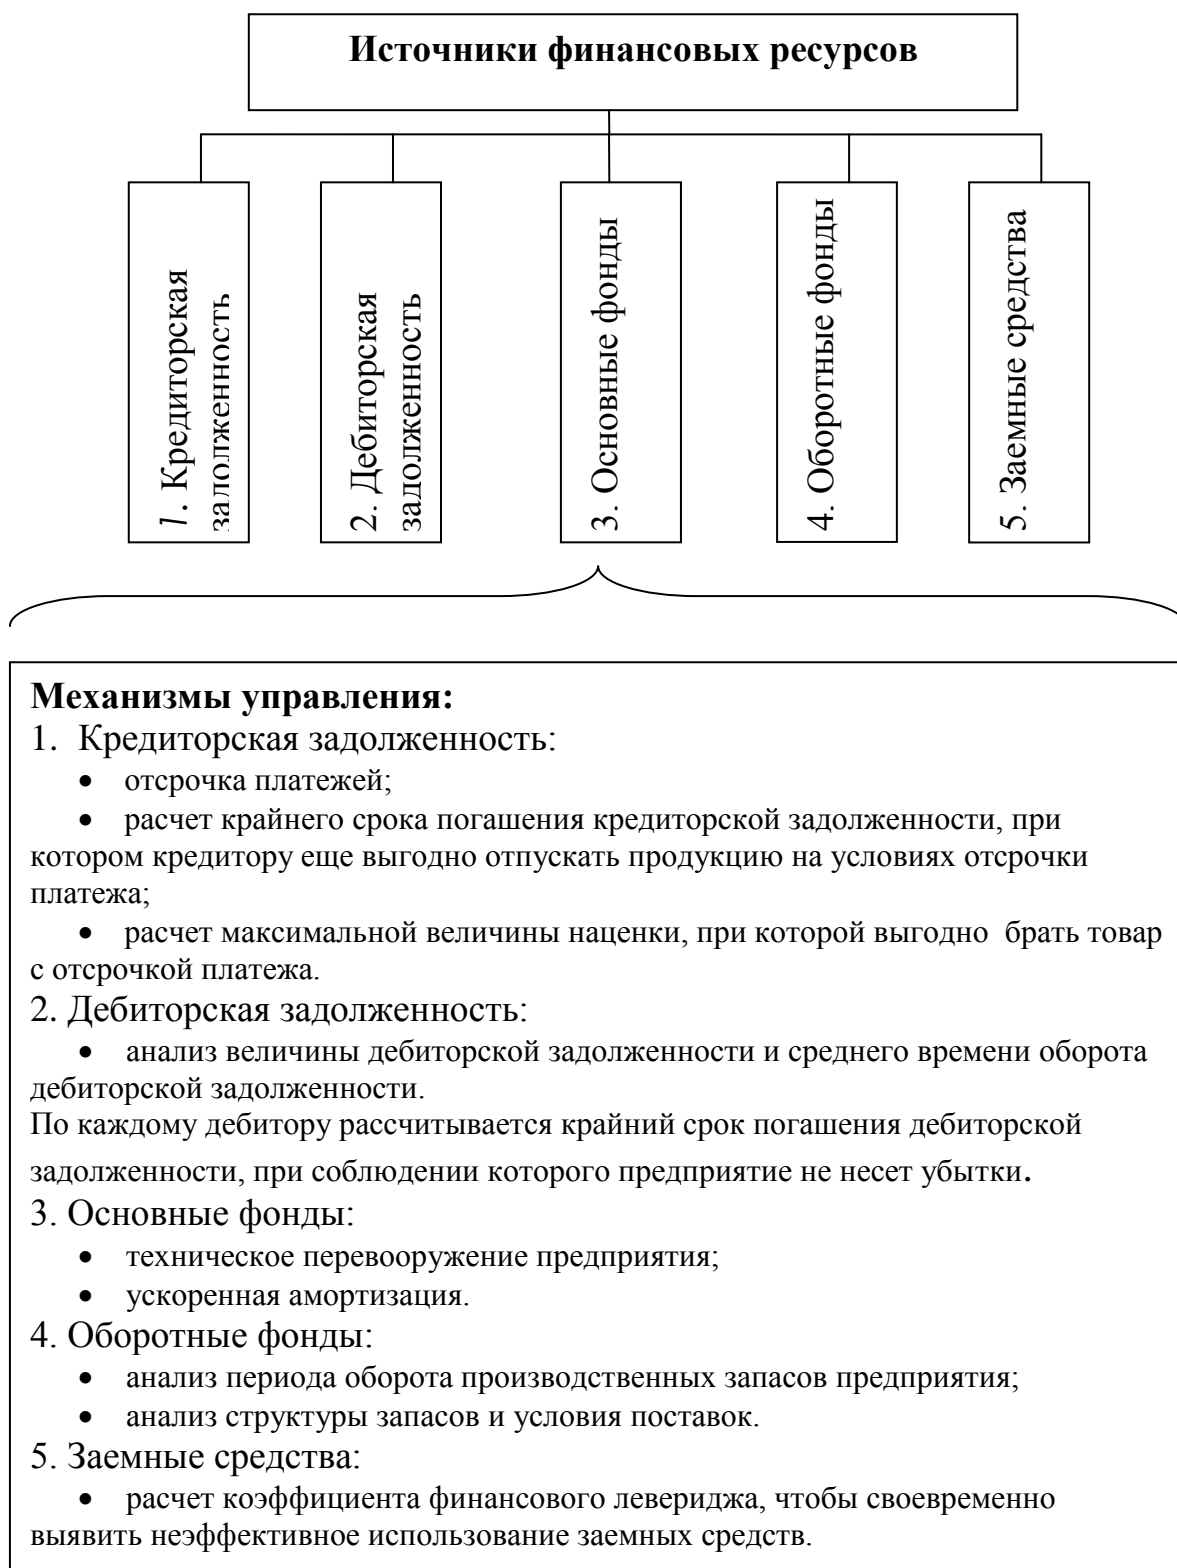 Источники финансовых ресурсов
1. Кредиторская
задолженность
2. Дебиторская
задолженность
3. Основные фонды
4. Оборотные фонды
5. Заемные средства
Механизмы управления:
1. Кредиторская задолженность:
• отсрочка платежей;
• расчет крайнего срока погашения кредиторской задолженности, при
котором кредитору еще выгодно отпускать продукцию на условиях отсрочки
платежа;
• расчет максимальной величины наценки, при которой выгодно брать товар
с отсрочкой платежа.
2. Дебиторская задолженность:
• анализ величины дебиторской задолженности и среднего времени оборота
дебиторской задолженности.
По каждому дебитору рассчитывается крайний срок погашения дебиторской
задолженности, при соблюдении которого предприятие не несет убытки.
3. Основные фонды:
• техническое перевооружение предприятия;
• ускоренная амортизация.
4. Оборотные фонды:
• анализ периода оборота производственных запасов предприятия;
• анализ структуры запасов и условия поставок.
5. Заемные средства:
• расчет коэффициента финансового левериджа, чтобы своевременно
выявить неэффективное использование заемных средств.